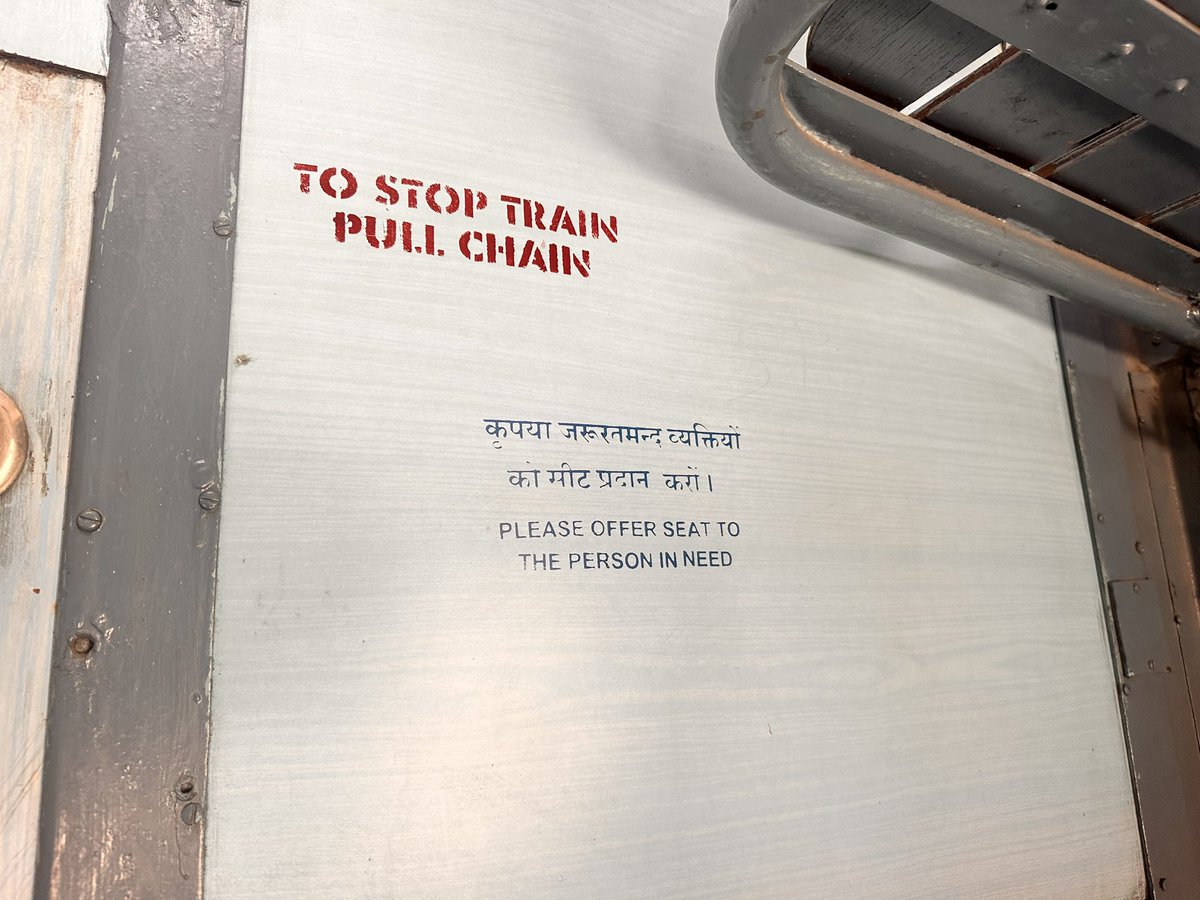 TO STOP TRAIN
PULL CHAIN
कृपया जरूरतमन्द व्यक्तियों
को सीट प्रदान करों।
PLEASE OFFER SEAT TO
THE PERSON IN NEED